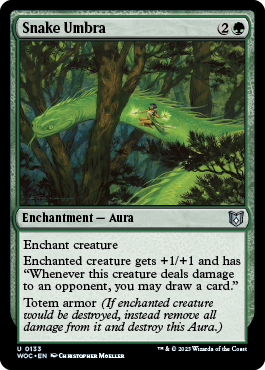 Snake Umbra 2
Enchantment — Aura
Enchant creature
Enchanted creature gets +1/+1 and has
“Whenever this creature deals damage
to an opponent, you may draw a card.”
Totem armor (If enchanted creature
would be destroyed, instead remove all
damage from it and destroy this Aura.)
U 0133
WOC • EN Christopher Moeller
™ & © 2023 Wizards of the Coast